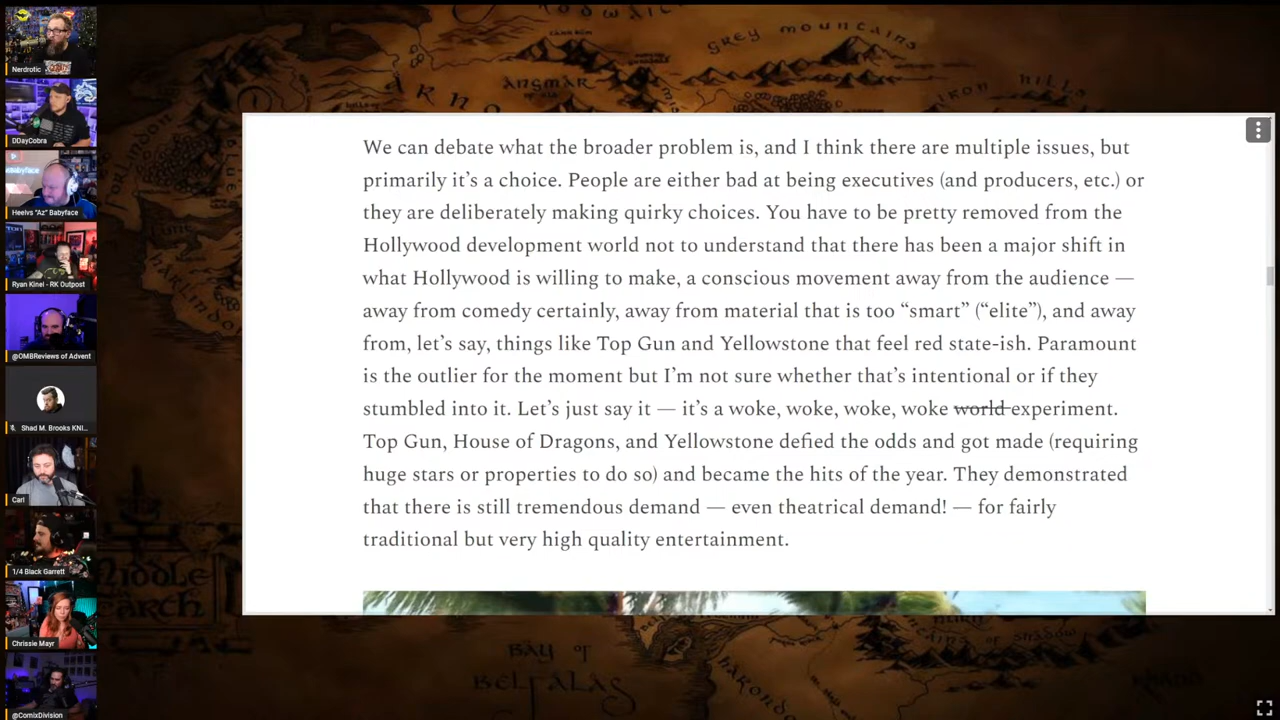 Nerdrotic
DDayCobra
Heelvs "Az" Babyface
Ryan Kinel - RK Outpost
@OMBReviews of Advent
Shad M. Brooks KNI...
Carl
1/4 Black Garrett
Chrissie Mayr
@ComixDivision
GREY MOUNTAINS
ANGMAR
We can debate what the broader problem is, and I think there are multiple issues, but
primarily it’s a choice. People are either bad at being executives (and producers, etc.) or
they are deliberately making quirky choices. You have to be pretty removed from the
Hollywood development world not to understand that there has been a major shift in
what Hollywood is willing to make, a conscious movement away from the audience —
away from comedy certainly, away from material that is too “smart” (“elite”), and away
from, let’s say, things like Top Gun and Yellowstone that feel red state-ish. Paramount
is the outlier for the moment but I’m not sure whether that’s intentional or if they
stumbled into it. Let’s just say it — it’s a woke, woke, woke, woke world experiment.
Top Gun, House of Dragons, and Yellowstone defied the odds and got made (requiring
huge stars or properties to do so) and became the hits of the year. They demonstrated
that there is still tremendous demand — even theatrical demand! — for fairly
traditional but very high quality entertainment.
MIDDLE
EARTH
BAY OF
BELFALAS